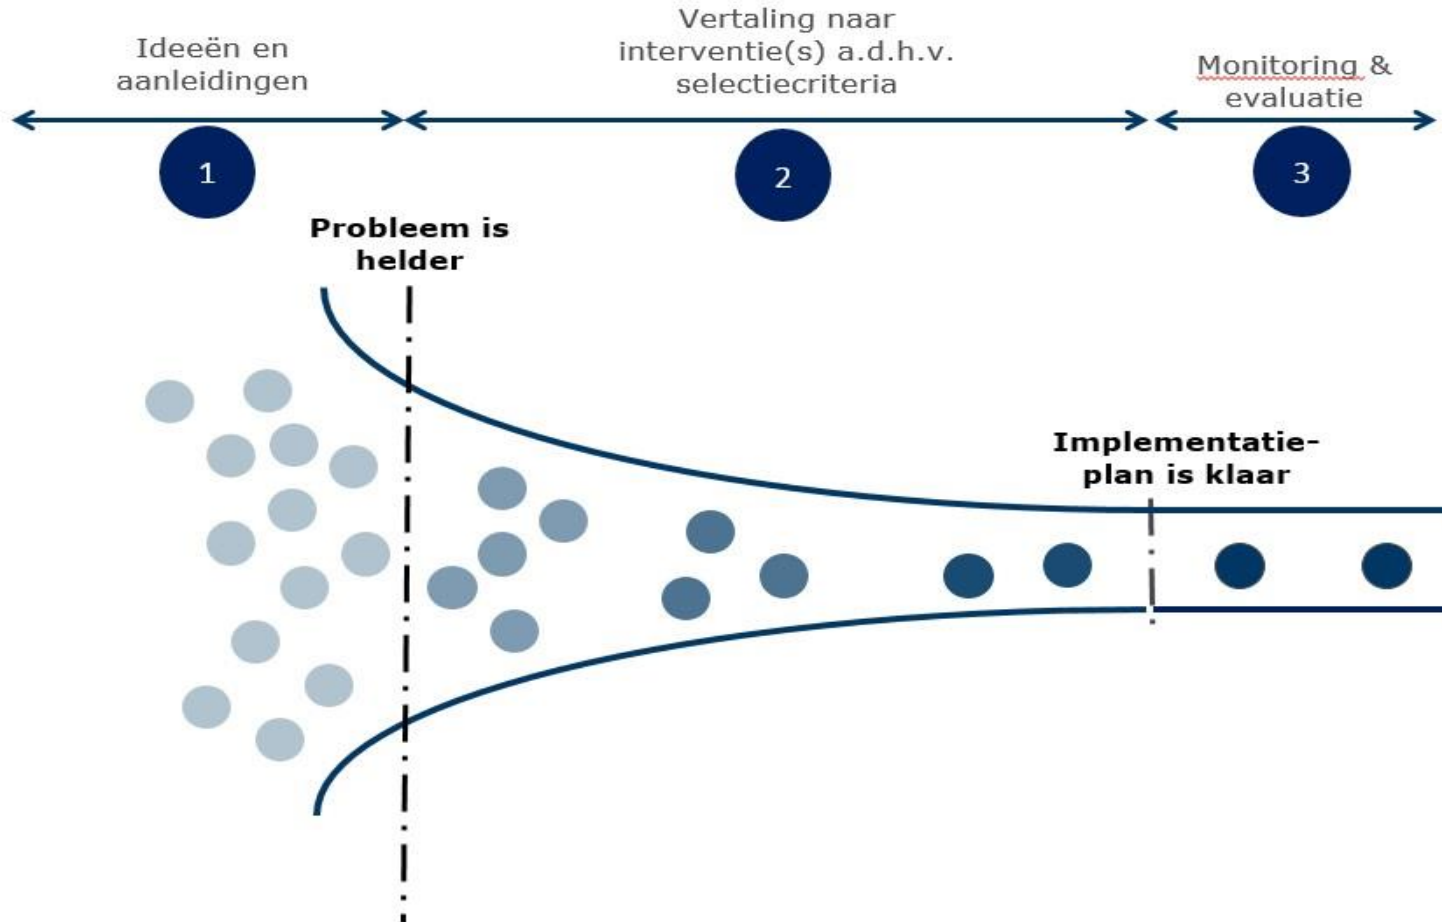 Ideeën en
aanleidingen
Vertaling naar
interventie(s) a.d.h.v.
selectiecriteria
Monitoring &
evaluatie
1
2
3
Probleem is
helder
Implementatie-
plan is klaar